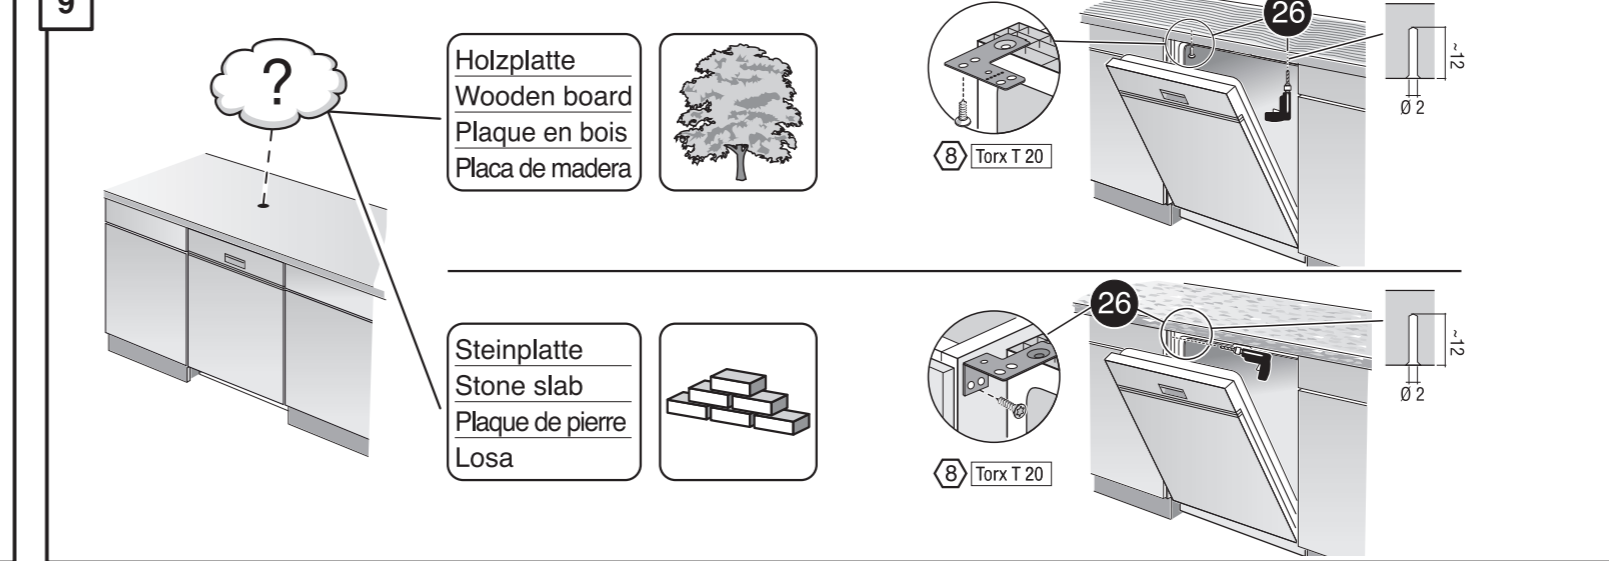 9
?
Holzplatte
Wooden board
Plaque en bois
Placa de madera
8 Torx T 20
26
~12
Ø 2
Steinplatte
Stone slab
Plaque de pierre
Losa
8 Torx T 20
26
~12
Ø 2